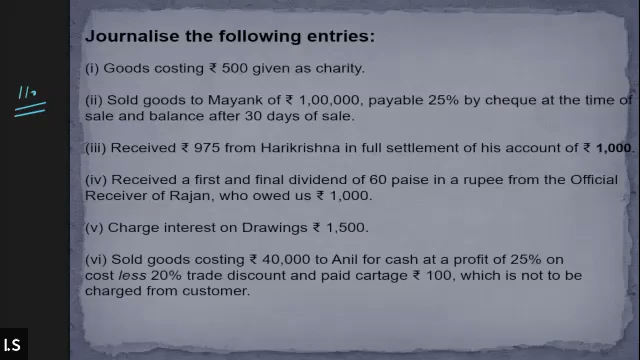 Journalise the following entries:
(i) Goods costing ₹ 500 given as charity.
(ii) Sold goods to Mayank of ₹ 1,00,000, payable 25% by cheque at the time of
sale and balance after 30 days of sale.
(iii) Received ₹ 975 from Harikrishna in full settlement of his account of ₹ 1,000.
(iv) Received a first and final dividend of 60 paise in a rupee from the Official
Receiver of Rajan, who owed us ₹ 1,000.
(v) Charge interest on Drawings ₹ 1,500.
(vi) Sold goods costing ₹ 40,000 to Anil for cash at a profit of 25% on
cost less 20% trade discount and paid cartage ₹ 100, which is not to be
charged from customer.
I.S